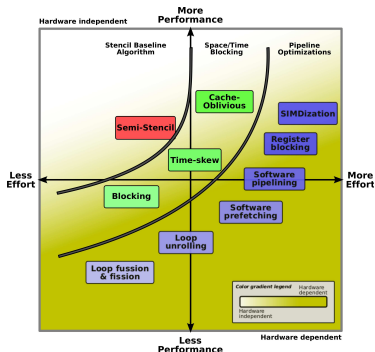 More
Performance
Hardware independent
Stencil Baseline
Algorithm
Space/Time
Blocking
Pipeline
Optimizations
Cache-
Oblivious
SIMDization
Semi-Stencil
Register
blocking
Time-skew
Less
Effort
Software
pipelining
More
Effort
Blocking
Software
prefetching
Loop
unrolling
Loop fussion
& fission
Color gradient legend
Hardware
dependent
Hardware
independent
Hardware dependent
Less
Performance